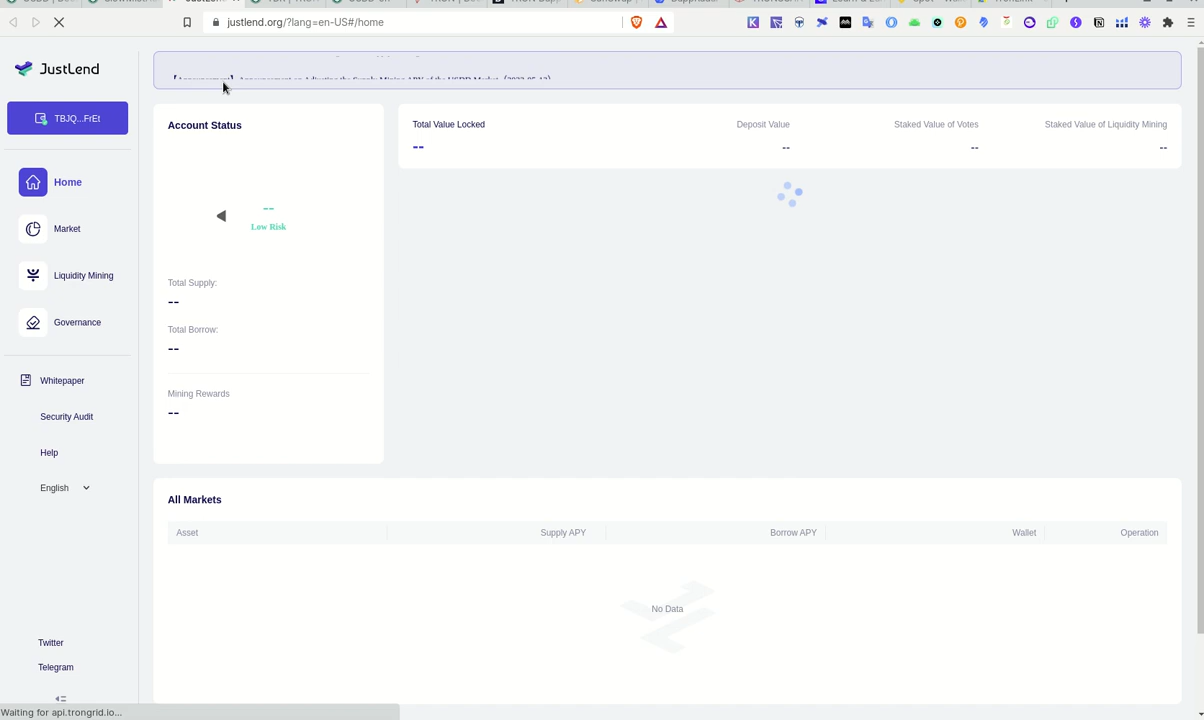 justlend.org/?lang=en-US#/home
JustLend
TBJQ...FrEt
Home
Market
Liquidity Mining
Governance
Whitepaper
Security Audit
Help
English
Twitter
Telegram
Waiting for api.trongrid.io...
Account Status
--
Low Risk
Total Supply:
--
Total Borrow:
--
Mining Rewards
--
Total Value Locked Deposit Value Staked Value of Votes Staked Value of Liquidity Mining
-- -- -- --
All Markets
Asset Supply APY Borrow APY Wallet Operation
No Data